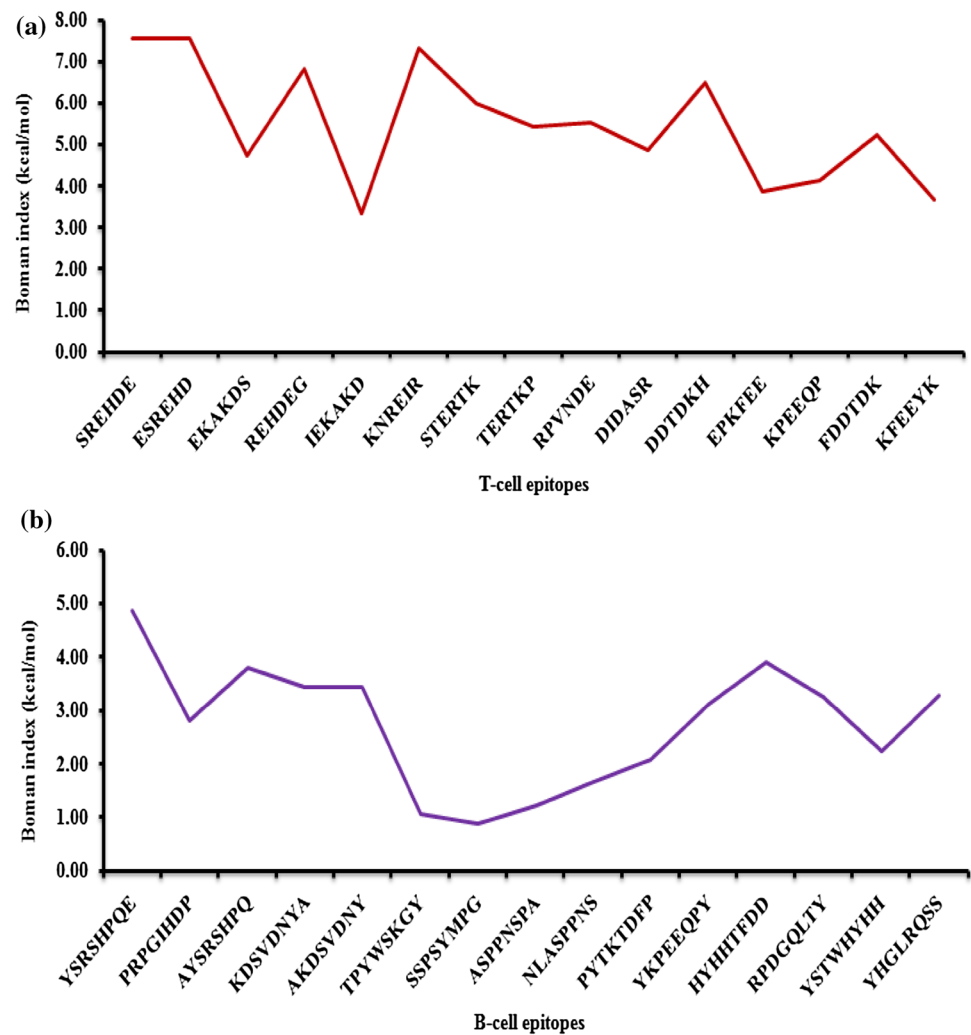 (a)
Boman index (kcal/mol)
8.00
7.00
6.00
5.00
4.00
3.00
2.00
1.00
0.00
SREHDE
ESREHD
EKAKDS
REHDEG
IEKAKD
KNREIR
STERTK
TERTKP
RPVNDE
DIDASR
DDTDKH
EPKFEE
KPEEQP
FDDTDK
KFEEYK
T-cell epitopes
(b)
Boman index (kcal/mol)
6.00
5.00
4.00
3.00
2.00
1.00
0.00
YSRSHPQE
PRPGIHDP
AYSRSHPQ
KDSVDNYA
AKDSVDNY
TPYWSKGY
SSPSYMPG
ASPPNSPA
NLASPPNS
PYTKTDFP
YKPEEQPY
HYHHTFDD
RPDGQLTY
YSTWHYHH
YHGLRQSS
B-cell epitopes